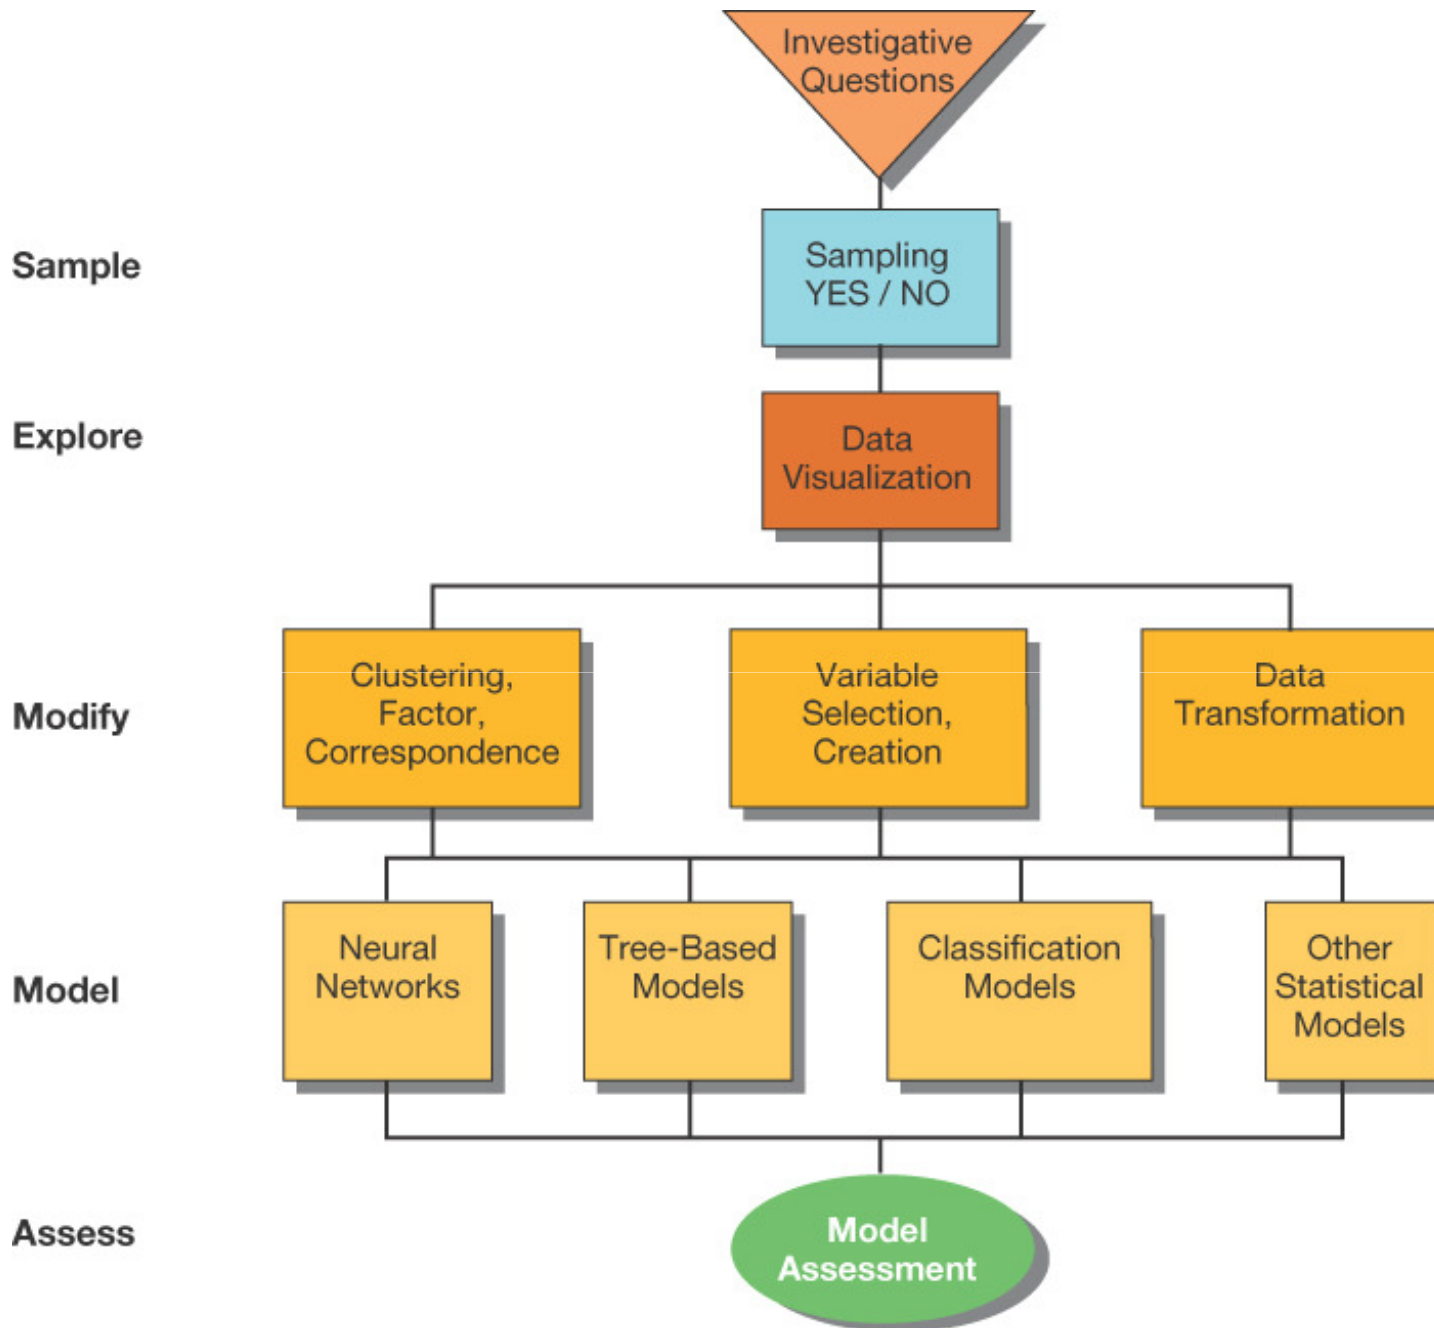 Investigative
Questions
Sample
Sampling
YES / NO
Explore
Data
Visualization
Modify
Clustering,
Factor,
Correspondence
Variable
Selection,
Creation
Data
Transformation
Model
Neural
Networks
Tree-Based
Models
Classification
Models
Other
Statistical
Models
Assess
Model
Assessment